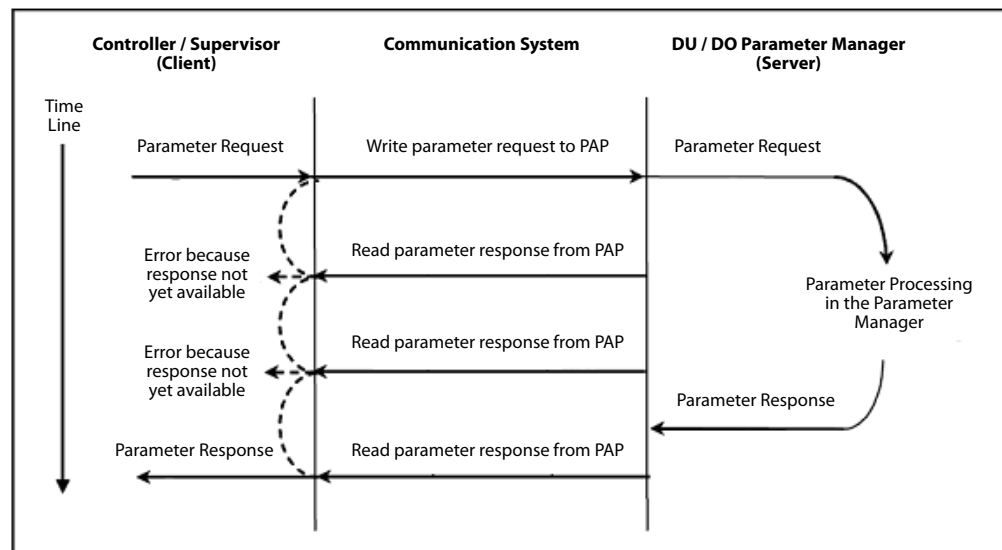 Controller / Supervisor
(Client)
Communication System
DU / DO Parameter Manager
(Server)
Time
Line
Parameter Request
Write parameter request to PAP
Parameter Request
Read parameter response from PAP
Error because
response not
yet available
Parameter Processing
in the Parameter
Manager
Read parameter response from PAP
Error because
response not
yet available
Parameter Response
Parameter Response
Read parameter response from PAP